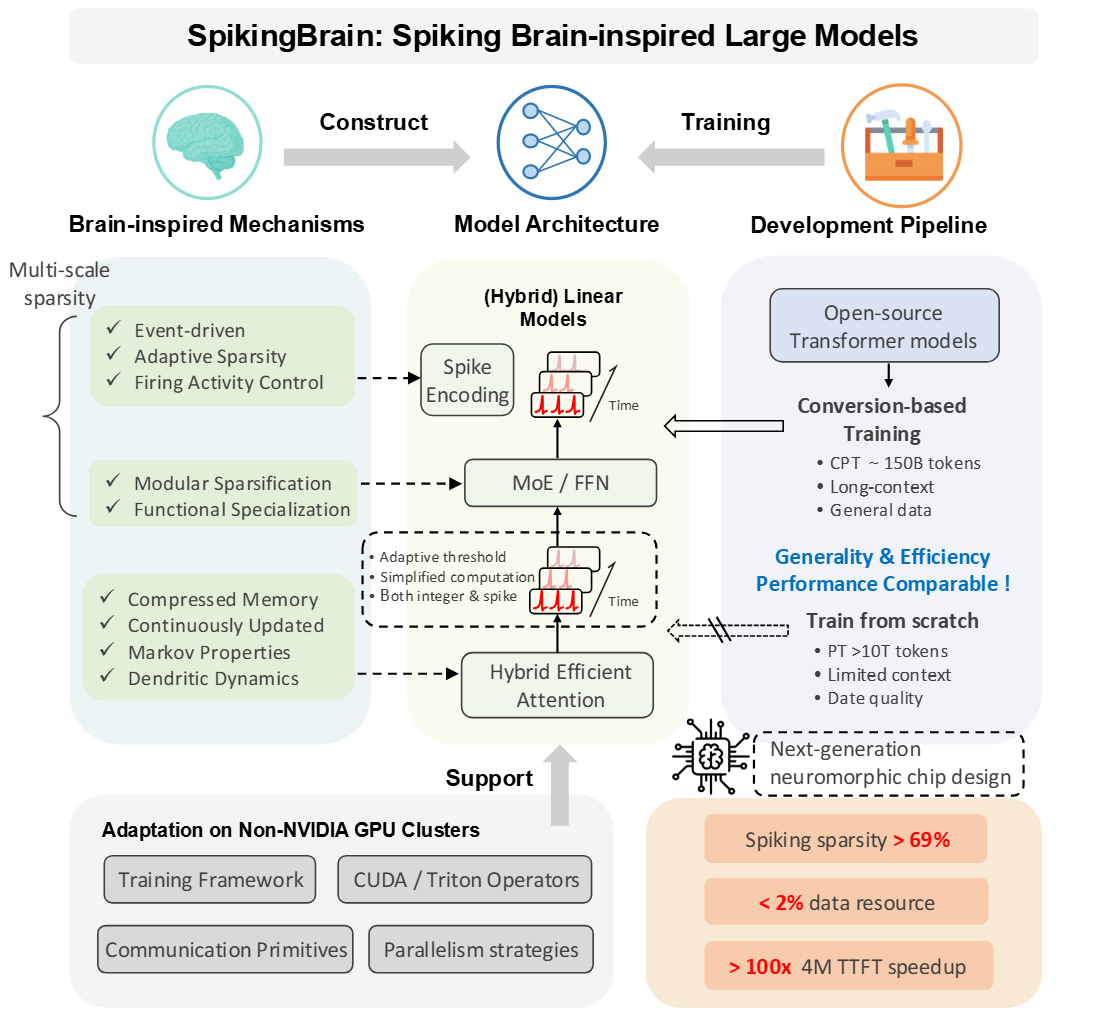 SpikingBrain: Spiking Brain-inspired Large Models
Construct
Training
Brain-inspired Mechanisms
Model Architecture
Development Pipeline
Multi-scale
sparsity
✓ Event-driven
✓ Adaptive Sparsity
✓ Firing Activity Control
✓ Modular Sparsification
✓ Functional Specialization
✓ Compressed Memory
✓ Continuously Updated
✓ Markov Properties
✓ Dendritic Dynamics
(Hybrid) Linear
Models
Spike
Encoding
Time
MoE / FFN
• Adaptive threshold
• Simplified computation
• Both integer & spike
Time
Hybrid Efficient
Attention
Open-source
Transformer models
Conversion-based
Training
• CPT ~ 150B tokens
• Long-context
• General data
Generality & Efficiency
Performance Comparable !
Train from scratch
• PT >10T tokens
• Limited context
• Date quality
Support
Next-generation
neuromorphic chip design
Adaptation on Non-NVIDIA GPU Clusters
Training Framework
CUDA / Triton Operators
Communication Primitives
Parallelism strategies
Spiking sparsity > 69%
< 2% data resource
> 100x 4M TTFT speedup